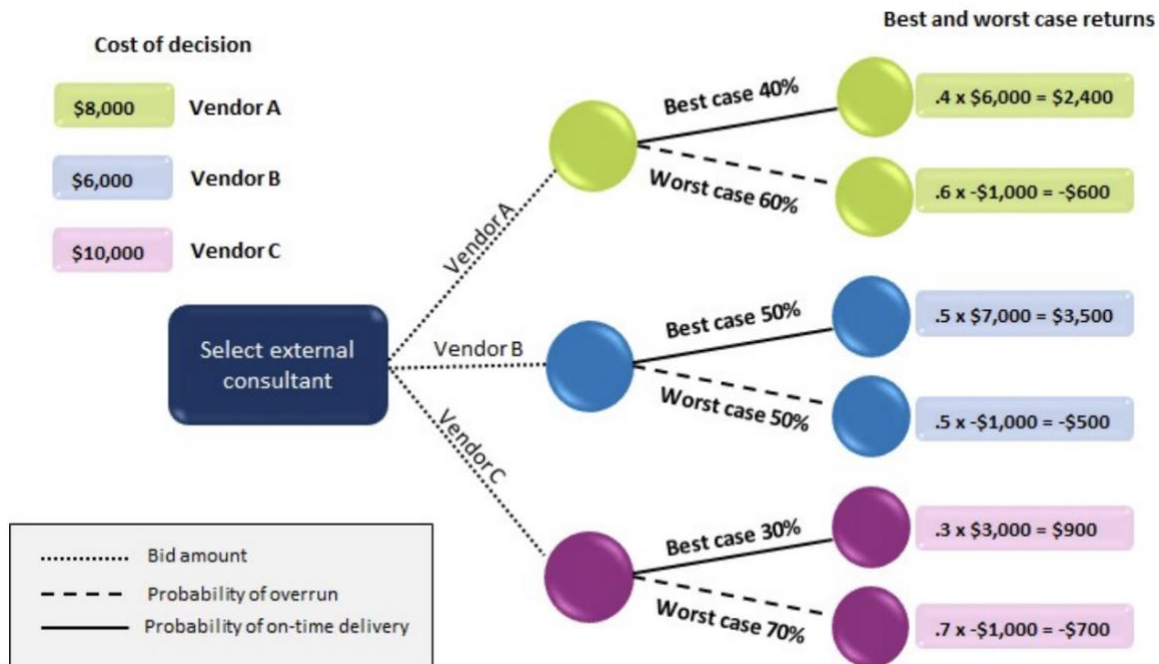 Best and worst case returns
Cost of decision
$8,000 Vendor A
$6,000 Vendor B
$10,000 Vendor C
Select external
consultant
Vendor A
Vendor B
Vendor C
Best case 40%
Worst case 60%
.4 x $6,000 = $2,400
.6 x -$1,000 = -$600
Best case 50%
Worst case 50%
.5 x $7,000 = $3,500
.5 x -$1,000 = -$500
Best case 30%
Worst case 70%
.3 x $3,000 = $900
.7 x -$1,000 = -$700
Bid amount
Probability of overrun
Probability of on-time delivery